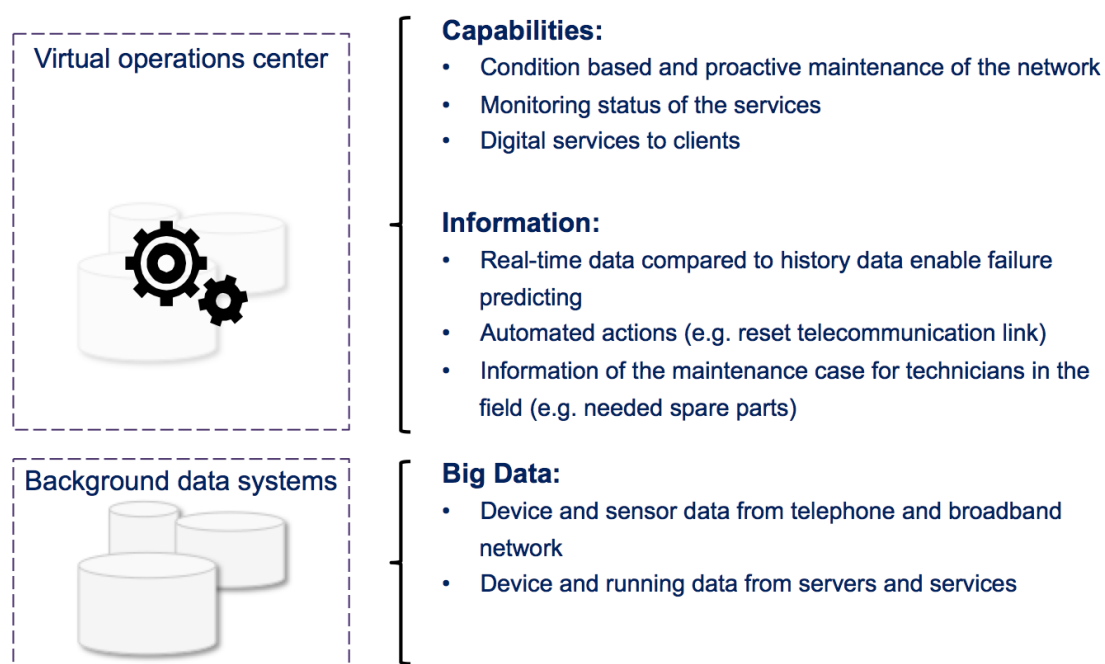 Virtual operations center
Capabilities:
• Condition based and proactive maintenance of the network
• Monitoring status of the services
• Digital services to clients
Information:
• Real-time data compared to history data enable failure
predicting
• Automated actions (e.g. reset telecommunication link)
• Information of the maintenance case for technicians in the
field (e.g. needed spare parts)
Background data systems
Big Data:
• Device and sensor data from telephone and broadband
network
• Device and running data from servers and services